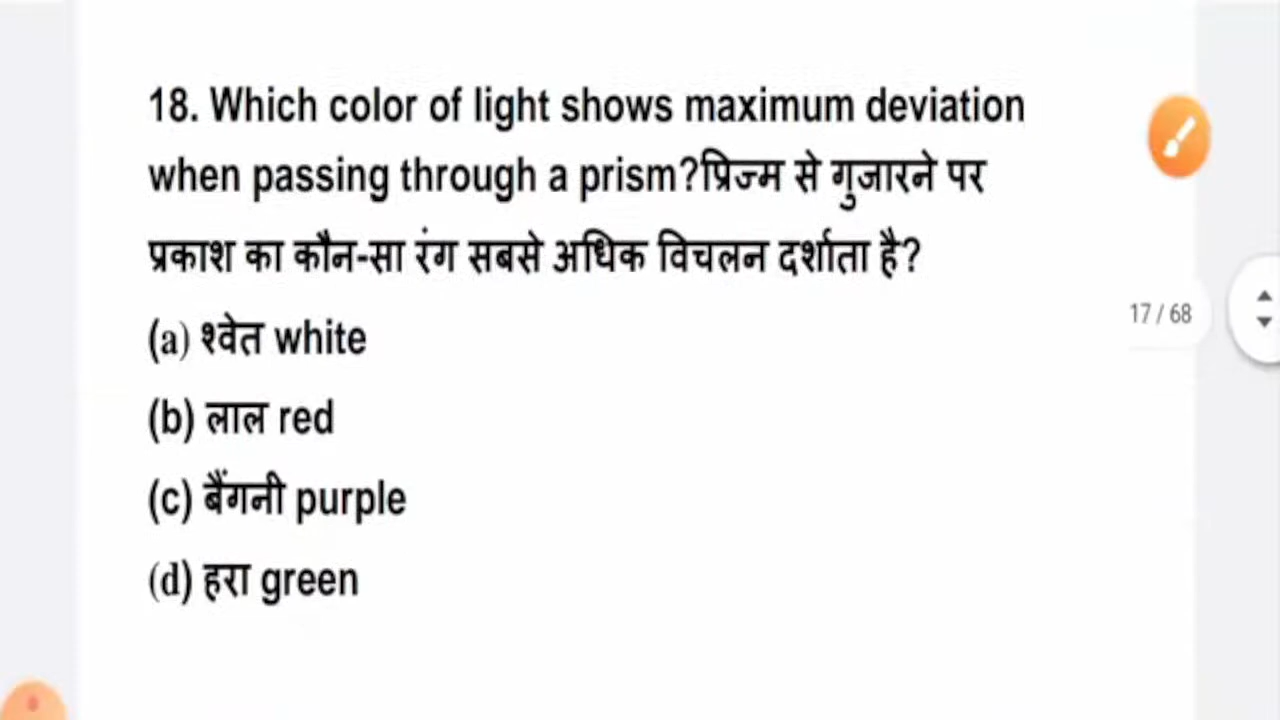 18. Which color of light shows maximum deviation
when passing through a prism?प्रिज्म से गुजारने पर
प्रकाश का कौन-सा रंग सबसे अधिक विचलन दर्शाता है?
17 / 68
(a) श्वेत white
(b) लाल red
(c) बैंगनी purple
(d) हरा green